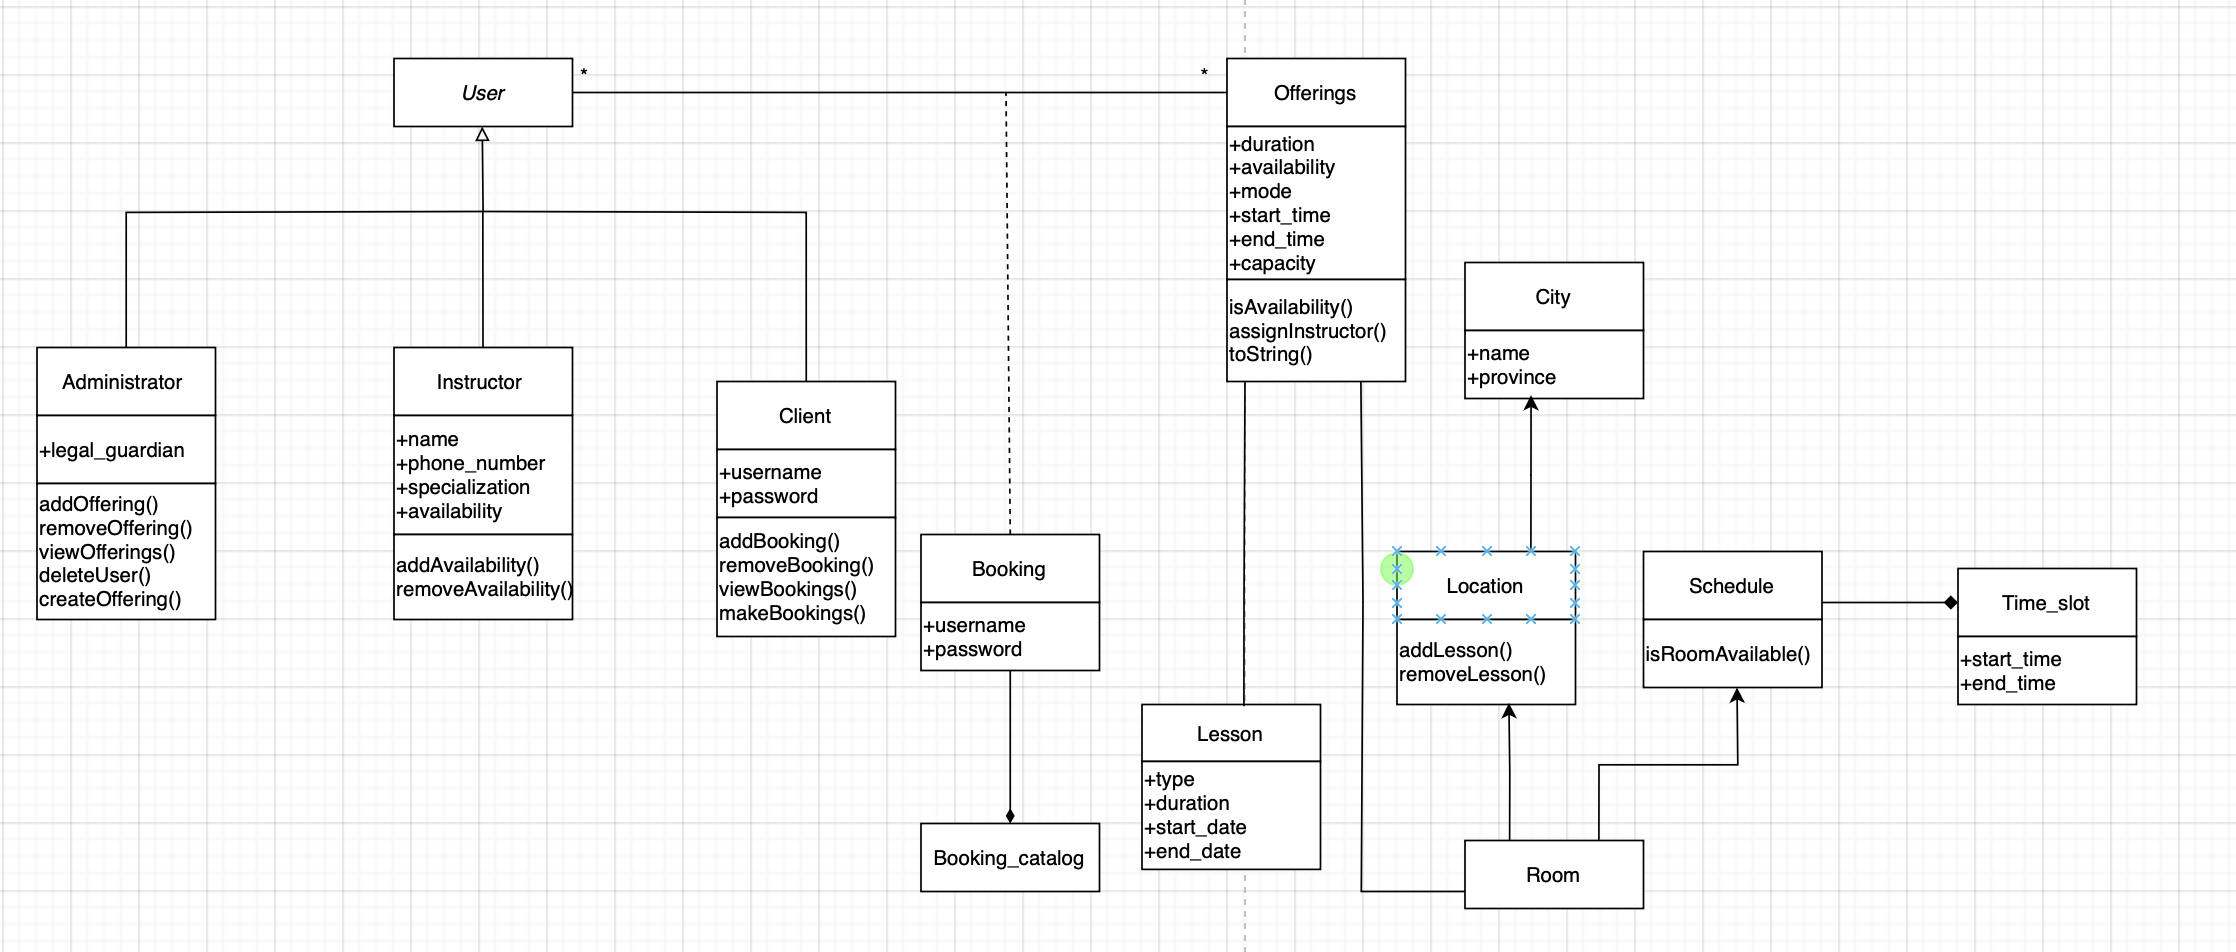 User
*
*
Offerings
+duration
+availability
+mode
+start_time
+end_time
+capacity
isAvailability()
assignInstructor()
toString()
City
+name
+province
Administrator
+legal_guardian
addOffering()
removeOffering()
viewOfferings()
deleteUser()
createOffering()
Instructor
+name
+phone_number
+specialization
+availability
addAvailability()
removeAvailability()
Client
+username
+password
addBooking()
removeBooking()
viewBookings()
makeBookings()
Booking
+username
+password
Location
addLesson()
removeLesson()
Schedule
isRoomAvailable()
Time_slot
+start_time
+end_time
Lesson
+type
+duration
+start_date
+end_date
Booking_catalog
Room